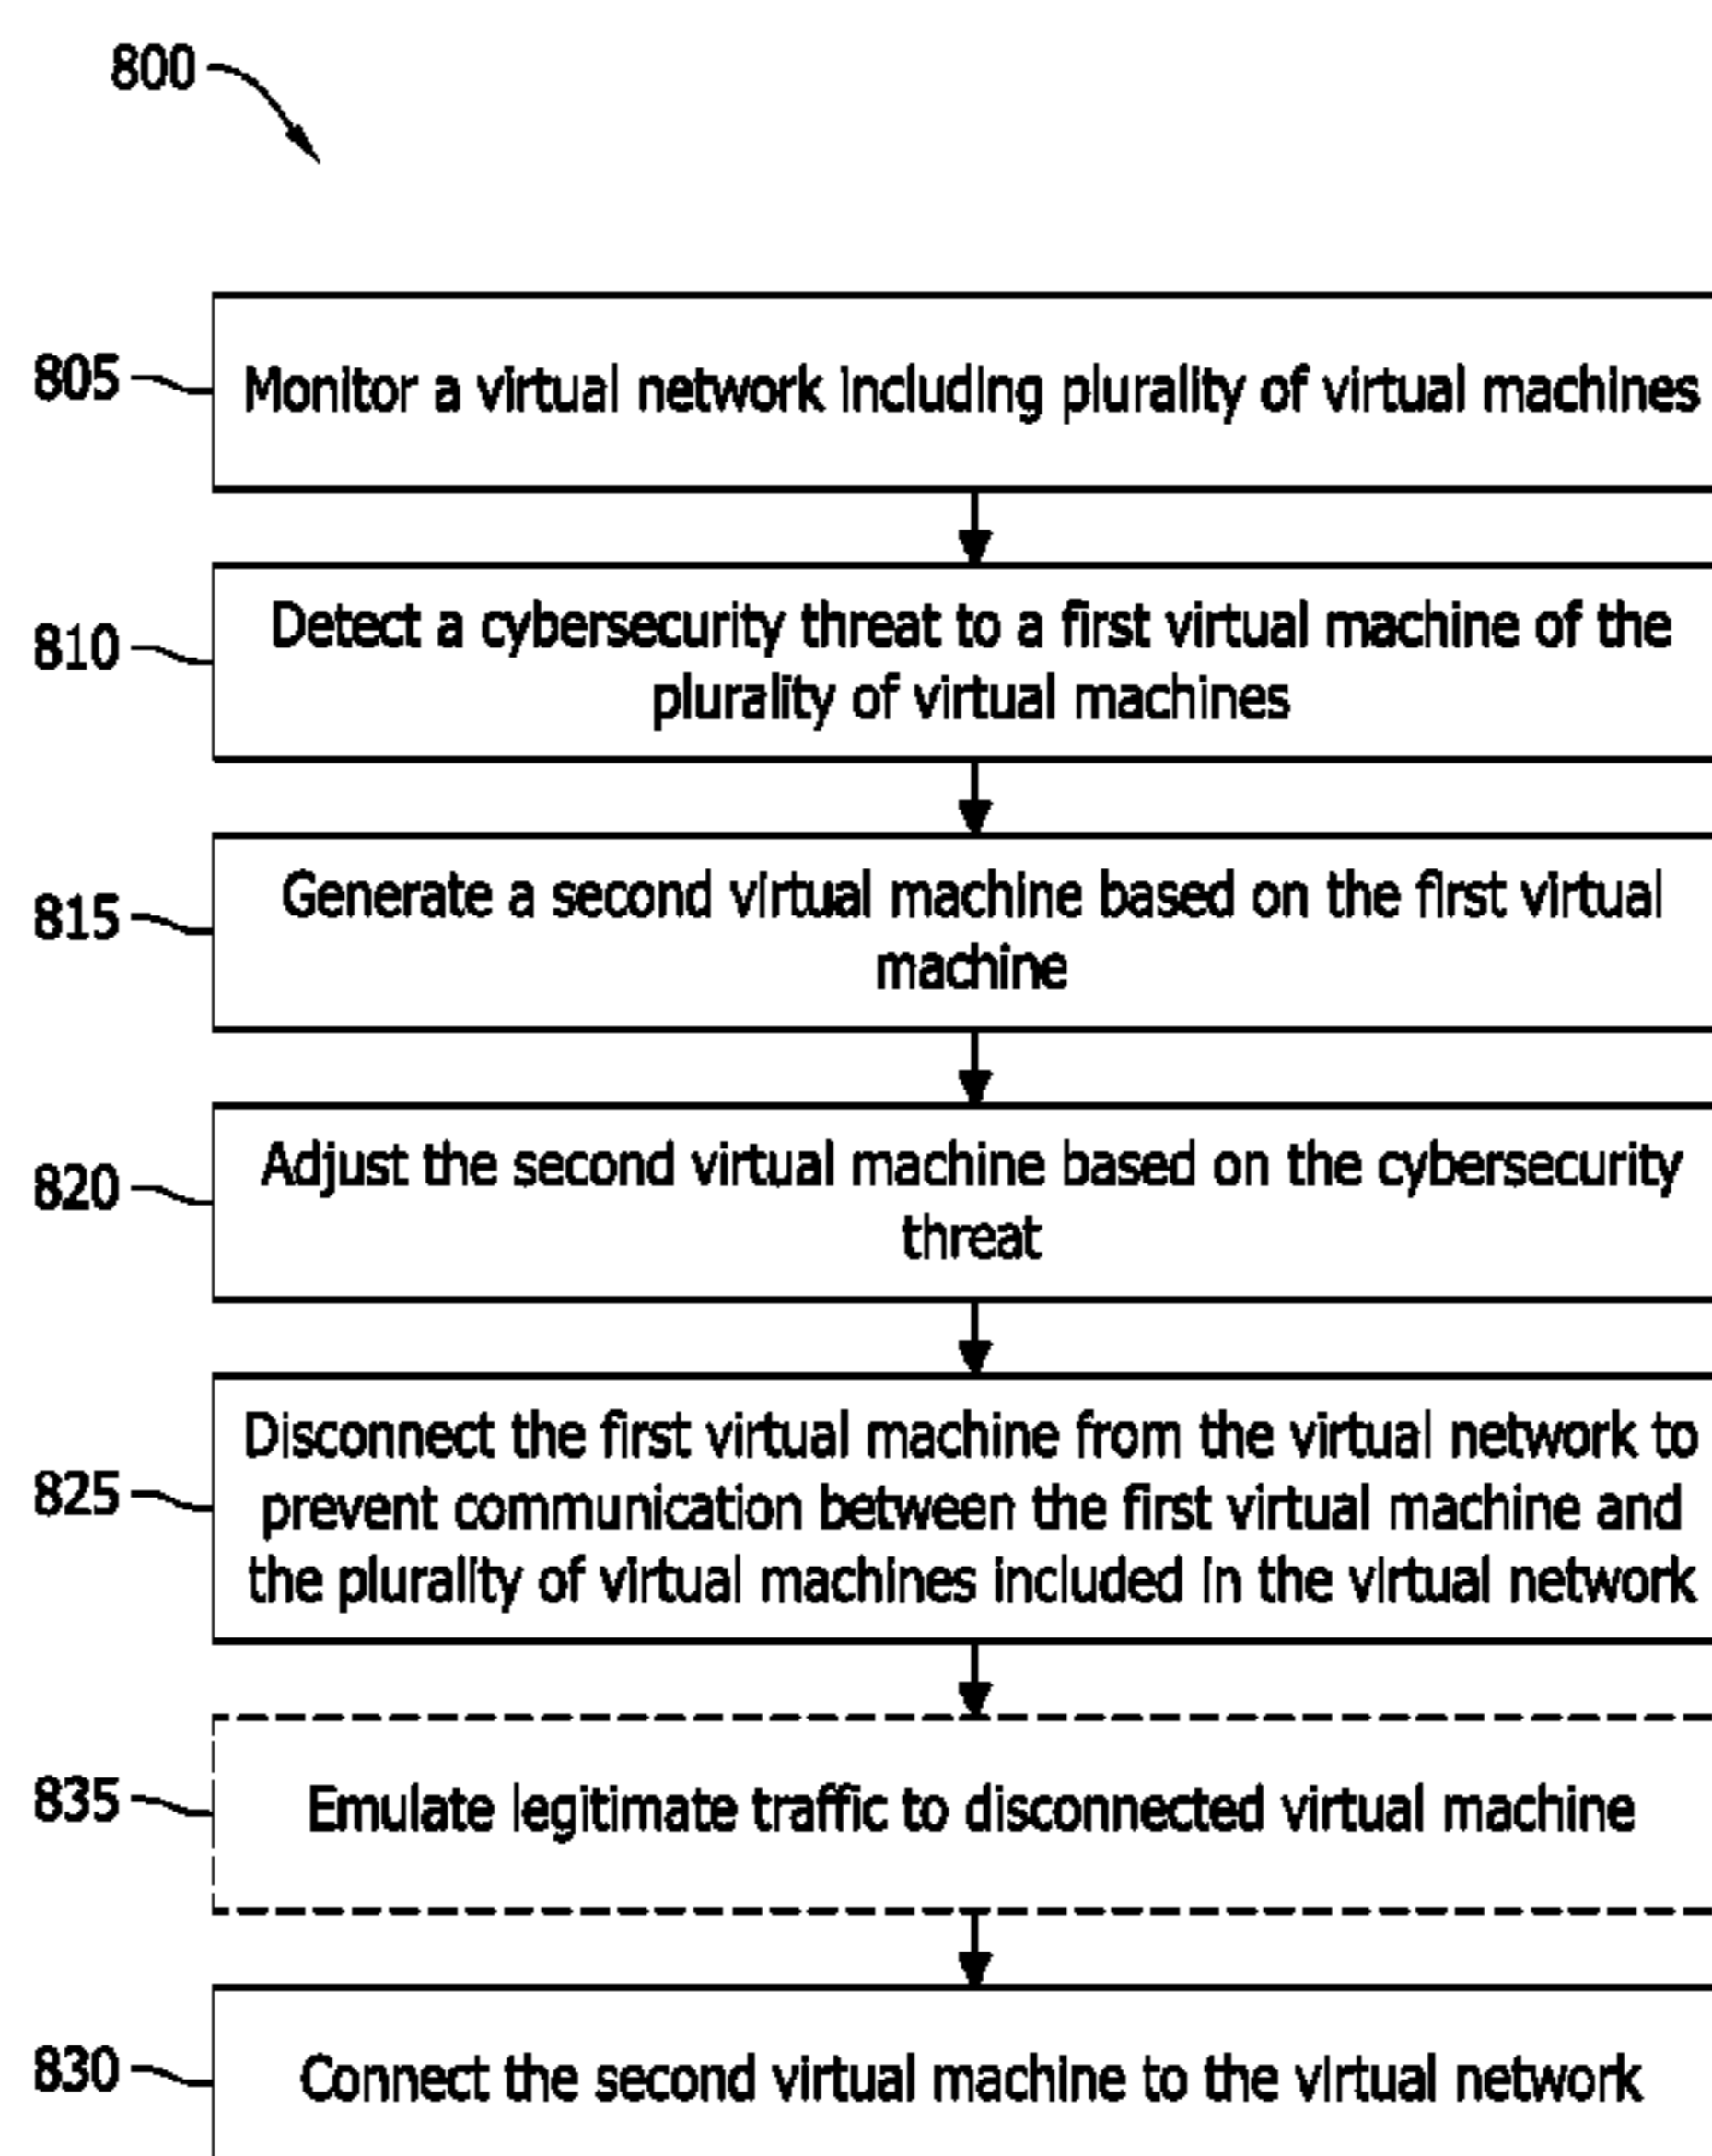 800
805
Monitor a virtual network including plurality of virtual machines
810
Detect a cybersecurity threat to a first virtual machine of the
plurality of virtual machines
815
Generate a second virtual machine based on the first virtual
machine
820
Adjust the second virtual machine based on the cybersecurity
threat
825
Disconnect the first virtual machine from the virtual network to
prevent communication between the first virtual machine and
the plurality of virtual machines included in the virtual network
835
Emulate legitimate traffic to disconnected virtual machine
830
Connect the second virtual machine to the virtual network